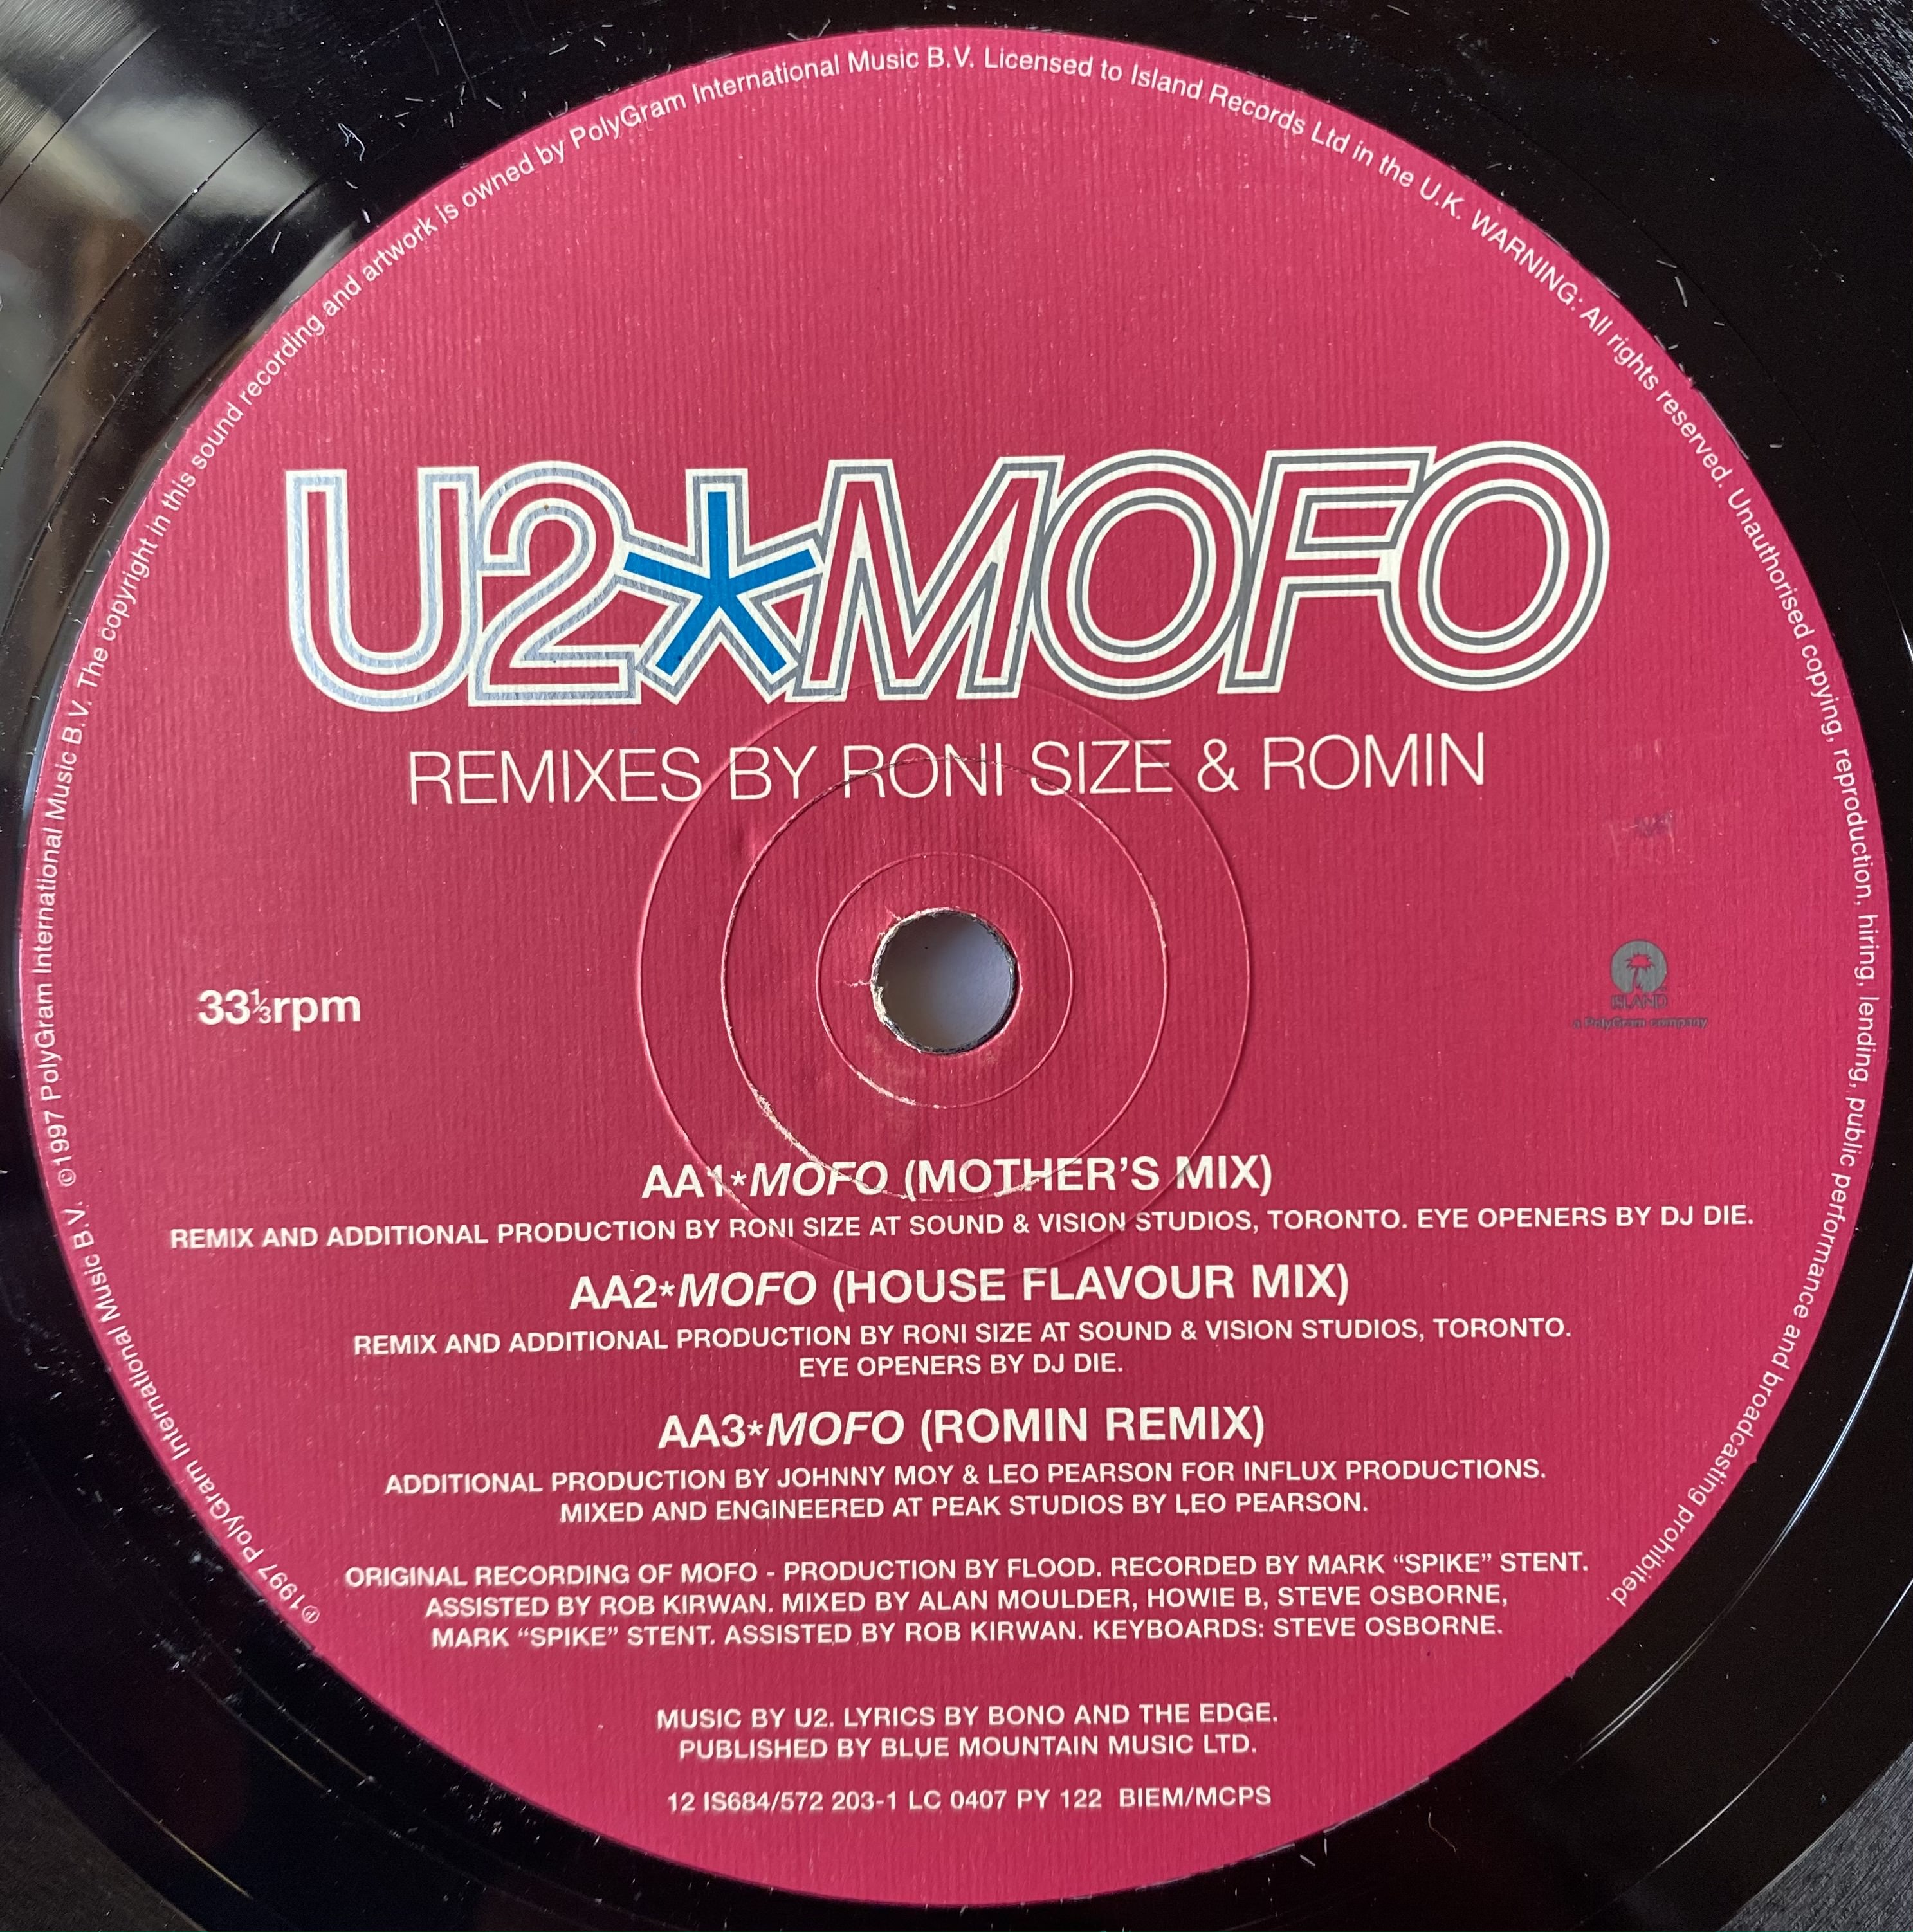 ℗1997 PolyGram International Music B.V. ©1997 PolyGram International Music B.V. The copyright in this sound recording and artwork is owned by PolyGram International Music B.V. Licensed to Island Records Ltd in the U.K. WARNING: All rights reserved. Unauthorised copying, reproduction, hiring, lending, public performance and broadcasting prohibited.
U2*MOFO
REMIXES BY RONI SIZE & ROMIN
33⅓rpm
ISLAND
a PolyGram company
AA1*MOFO (MOTHER’S MIX)
REMIX AND ADDITIONAL PRODUCTION BY RONI SIZE AT SOUND & VISION STUDIOS, TORONTO. EYE OPENERS BY DJ DIE.
AA2*MOFO (HOUSE FLAVOUR MIX)
REMIX AND ADDITIONAL PRODUCTION BY RONI SIZE AT SOUND & VISION STUDIOS, TORONTO.
EYE OPENERS BY DJ DIE.
AA3*MOFO (ROMIN REMIX)
ADDITIONAL PRODUCTION BY JOHNNY MOY & LEO PEARSON FOR INFLUX PRODUCTIONS.
MIXED AND ENGINEERED AT PEAK STUDIOS BY LEO PEARSON.
ORIGINAL RECORDING OF MOFO - PRODUCTION BY FLOOD. RECORDED BY MARK “SPIKE” STENT.
ASSISTED BY ROB KIRWAN. MIXED BY ALAN MOULDER, HOWIE B, STEVE OSBORNE,
MARK “SPIKE” STENT. ASSISTED BY ROB KIRWAN. KEYBOARDS: STEVE OSBORNE.
MUSIC BY U2. LYRICS BY BONO AND THE EDGE.
PUBLISHED BY BLUE MOUNTAIN MUSIC LTD.
12 IS684/572 203-1 LC 0407 PY 122 BIEM/MCPS